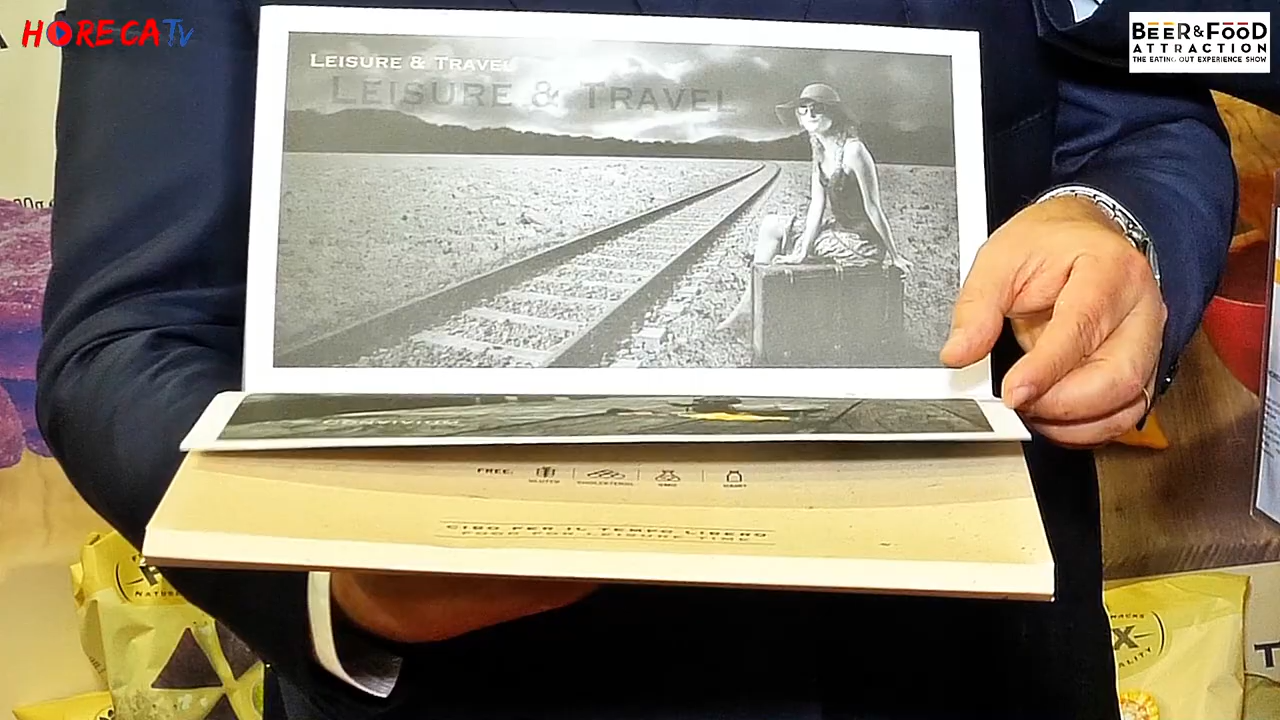 HORECATV
BEER&FOOD
ATTRACTION
THE EATING OUT EXPERIENCE SHOW
LEISURE & TRAVEL
LEISURE & TRAVEL
FREE:
GLUTEN
CHOLESTEROL
GMO
DAIRY
CIBO PER IL TEMPO LIBERO
FOOD FOR LEISURE TIME